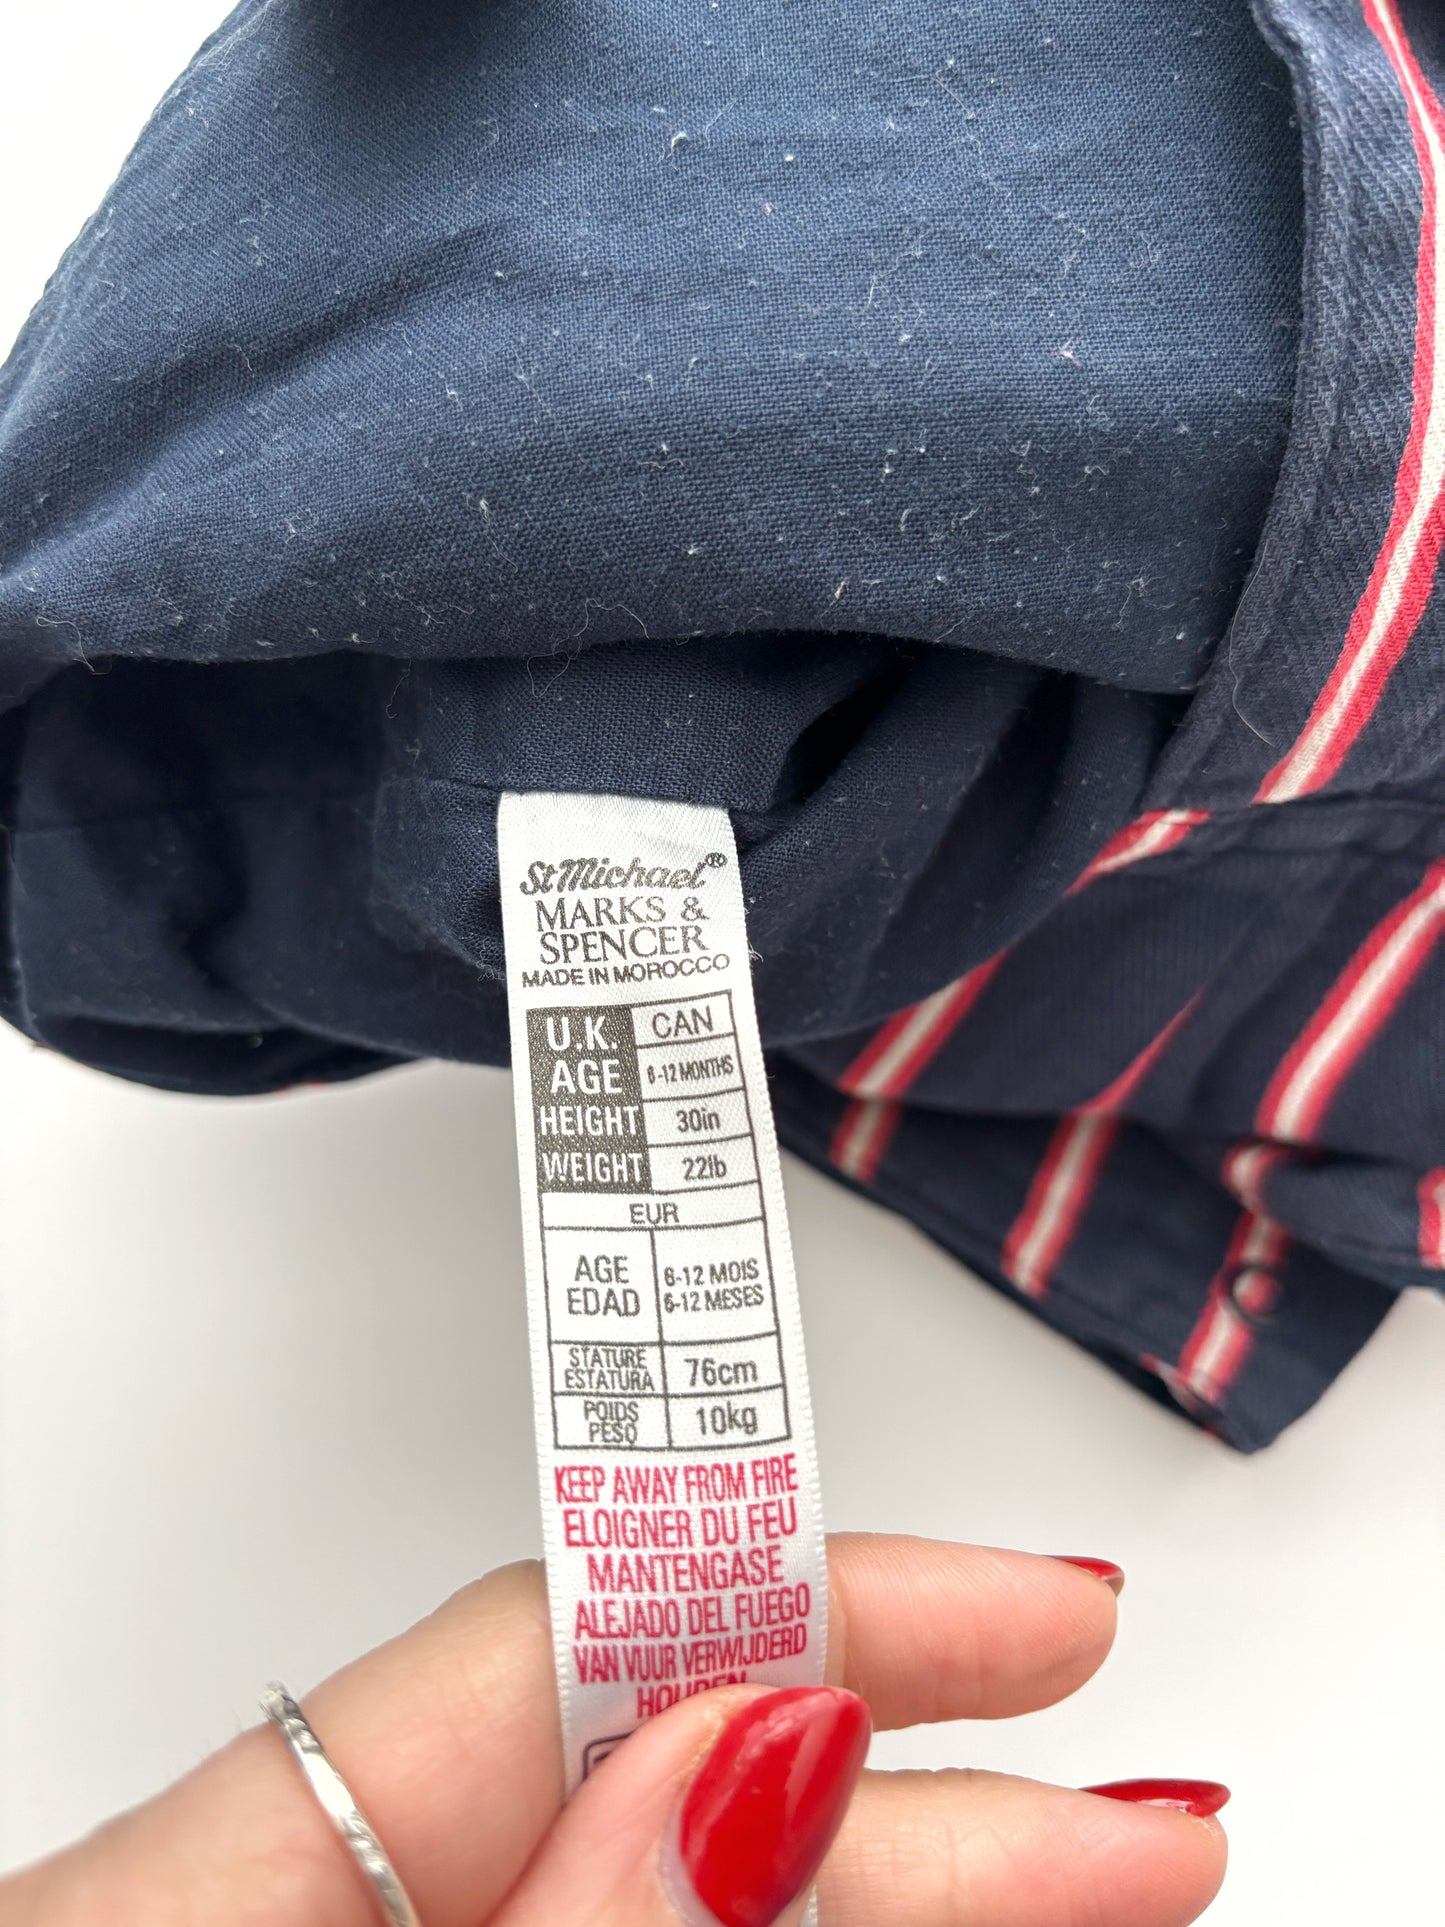 St Michael®
MARKS &
SPENCER
MADE IN MOROCCO
U.K. CAN
AGE 6-12 MONTHS
HEIGHT 30in
WEIGHT 22lb
EUR
AGE 6-12 MOIS
EDAD 6-12 MESES
STATURE
ESTATURA 76cm
POIDS
PESO 10kg
KEEP AWAY FROM FIRE
ELOIGNER DU FEU
MANTENGASE
ALEJADO DEL FUEGO
VAN VUUR VERWIJDERD
HOUDEN